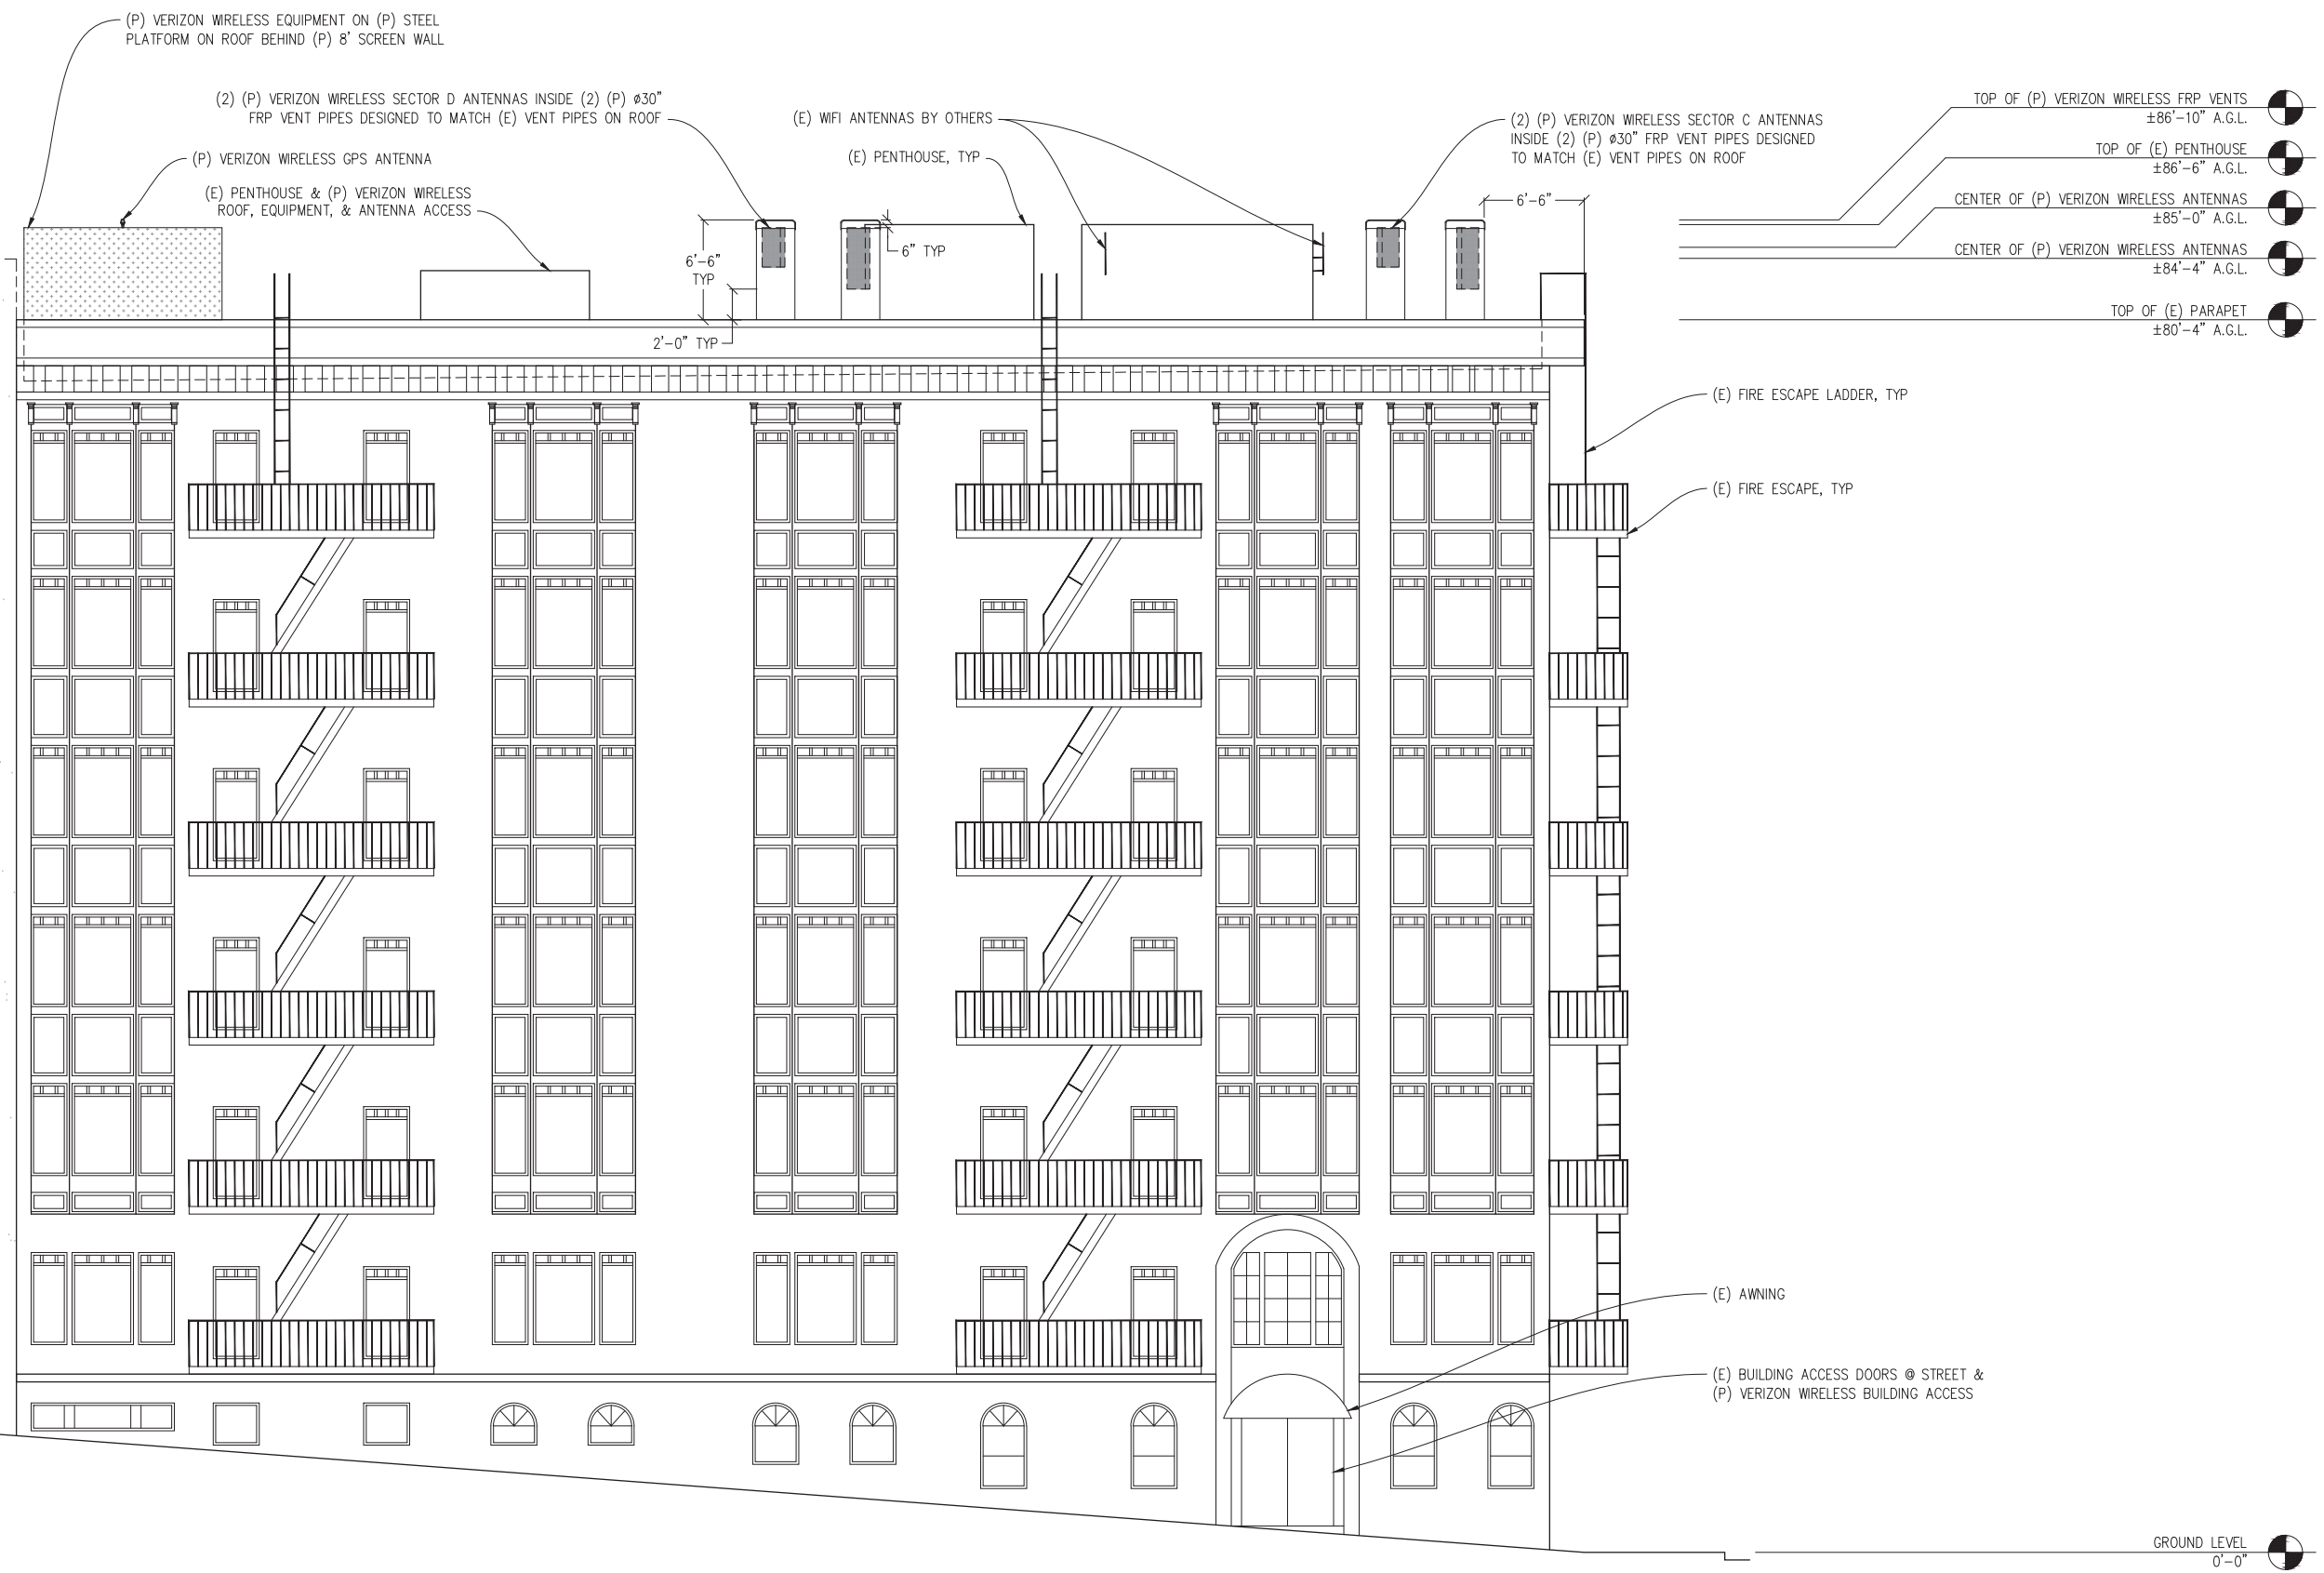 (P) VERIZON WIRELESS EQUIPMENT ON (P) STEEL
PLATFORM ON ROOF BEHIND (P) 8' SCREEN WALL
(2) (P) VERIZON WIRELESS SECTOR D ANTENNAS INSIDE (2) (P) ø30"
FRP VENT PIPES DESIGNED TO MATCH (E) VENT PIPES ON ROOF
(P) VERIZON WIRELESS GPS ANTENNA
(E) PENTHOUSE & (P) VERIZON WIRELESS
ROOF, EQUIPMENT, & ANTENNA ACCESS
(E) WIFI ANTENNAS BY OTHERS
(E) PENTHOUSE, TYP
(2) (P) VERIZON WIRELESS SECTOR C ANTENNAS
INSIDE (2) (P) ø30" FRP VENT PIPES DESIGNED
TO MATCH (E) VENT PIPES ON ROOF
6'-6"
6'-6"
TYP
6" TYP
2'-0" TYP
TOP OF (P) VERIZON WIRELESS FRP VENTS
±86'-10" A.G.L.
TOP OF (E) PENTHOUSE
±86'-6" A.G.L.
CENTER OF (P) VERIZON WIRELESS ANTENNAS
±85'-0" A.G.L.
CENTER OF (P) VERIZON WIRELESS ANTENNAS
±84'-4" A.G.L.
TOP OF (E) PARAPET
±80'-4" A.G.L.
(E) FIRE ESCAPE LADDER, TYP
(E) FIRE ESCAPE, TYP
(E) AWNING
(E) BUILDING ACCESS DOORS @ STREET &
(P) VERIZON WIRELESS BUILDING ACCESS
GROUND LEVEL
0'-0"